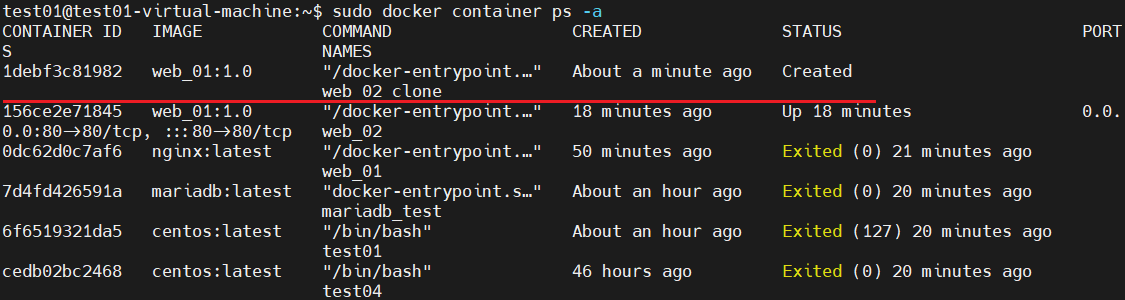 test01@test01-virtual-machine:~$ sudo docker container ps -a
CONTAINER ID   IMAGE            COMMAND                  CREATED              STATUS                        PORT
S                               NAMES
1debf3c81982   web_01:1.0       "/docker-entrypoint.…"   About a minute ago   Created
                                web_02_clone
156ce2e71845   web_01:1.0       "/docker-entrypoint.…"   18 minutes ago       Up 18 minutes                 0.0.
0.0:80->80/tcp, :::80->80/tcp   web_02
0dc62d0c7af6   nginx:latest     "/docker-entrypoint.…"   50 minutes ago       Exited (0) 21 minutes ago
                                web_01
7d4fd426591a   mariadb:latest   "docker-entrypoint.s…"   About an hour ago    Exited (0) 20 minutes ago
                                mariadb_test
6f6519321da5   centos:latest    "/bin/bash"              About an hour ago    Exited (127) 20 minutes ago
                                test01
cedb02bc2468   centos:latest    "/bin/bash"              46 hours ago         Exited (0) 20 minutes ago
                                test04